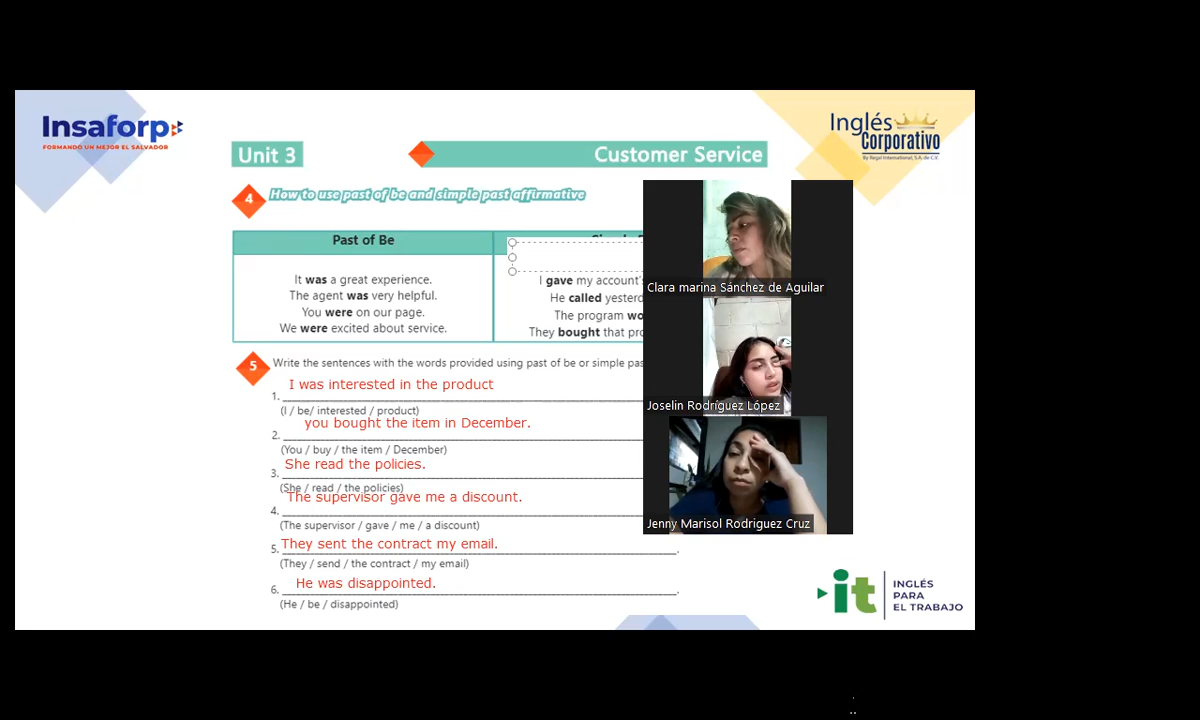 Insaforp
FORMANDO UN MEJOR EL SALVADOR
Inglés
Corporativo
By Regal International, S.A. de C.V.
Unit 3
Customer Service
4
How to use past of be and simple past affirmative
Past of Be
It was a great experience.
The agent was very helpful.
You were on our page.
We were excited about service.
I gave my account's
He called
The program
They bought that
5
Write the sentences with the words provided using past of be or simple
I was interested in the product
1.
(I / be/ interested / product)
you bought the item in December.
2.
(You / buy / the item / December)
She read the policies.
3.
(She / read / the policies)
The supervisor gave me a discount.
4.
(The supervisor / gave / me / a discount)
They sent the contract my email.
5.
(They / send / the contract / my email)
He was disappointed.
6.
(He / be / disappointed)
Clara marina Sánchez de Aguilar
Joselin Rodríguez López
Jenny Marisol Rodriguez Cruz
it
INGLÉS
PARA
EL TRABAJO